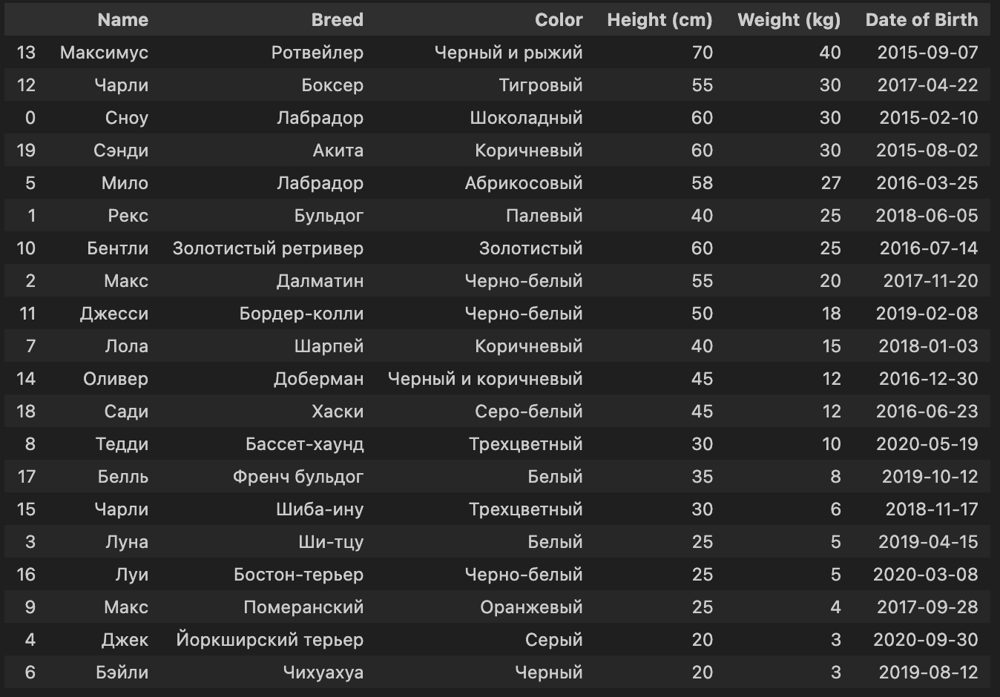 Name Breed Color Height (cm) Weight (kg) Date of Birth
13 Максимус Ротвейлер Черный и рыжий 70 40 2015-09-07
12 Чарли Боксер Тигровый 55 30 2017-04-22
0 Сноу Лабрадор Шоколадный 60 30 2015-02-10
19 Сэнди Акита Коричневый 60 30 2015-08-02
5 Мило Лабрадор Абрикосовый 58 27 2016-03-25
1 Рекс Бульдог Палевый 40 25 2018-06-05
10 Бентли Золотистый ретривер Золотистый 60 25 2016-07-14
2 Макс Далматин Черно-белый 55 20 2017-11-20
11 Джесси Бордер-колли Черно-белый 50 18 2019-02-08
7 Лола Шарпей Коричневый 40 15 2018-01-03
14 Оливер Доберман Черный и коричневый 45 12 2016-12-30
18 Сади Хаски Серо-белый 45 12 2016-06-23
8 Тедди Бассет-хаунд Трехцветный 30 10 2020-05-19
17 Белль Френч бульдог Белый 35 8 2019-10-12
15 Чарли Шиба-ину Трехцветный 30 6 2018-11-17
3 Луна Ши-тцу Белый 25 5 2019-04-15
16 Луи Бостон-терьер Черно-белый 25 5 2020-03-08
9 Макс Померанский Оранжевый 25 4 2017-09-28
4 Джек Йоркширский терьер Серый 20 3 2020-09-30
6 Бэйли Чихуахуа Черный 20 3 2019-08-12